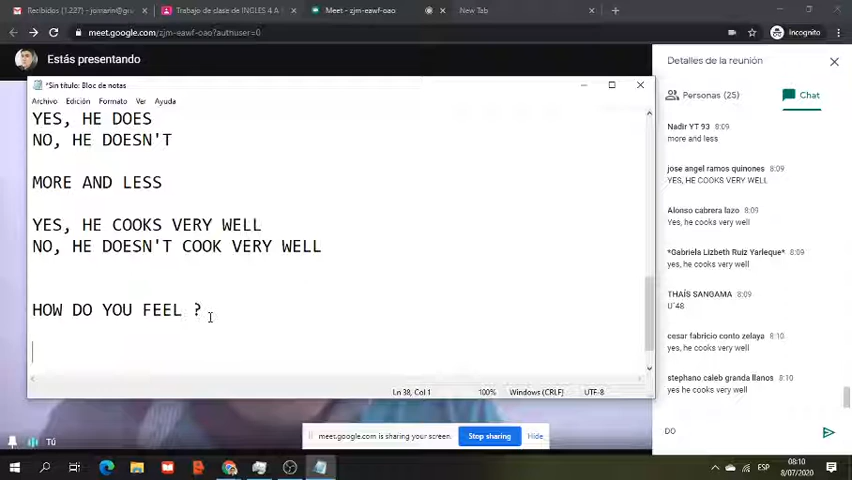 Recibidos (1.227) - jomarin@gr
Trabajo de clase de INGLES 4 A
Meet - zjm-eawf-oao
New Tab
meet.google.com/zjm-eawf-oao?authuser=0
Incognito
Estás presentando
*Sin título: Bloc de notas
Archivo Edición Formato Ver Ayuda
YES, HE DOES
NO, HE DOESN'T
MORE AND LESS
YES, HE COOKS VERY WELL
NO, HE DOESN'T COOK VERY WELL
HOW DO YOU FEEL ?
Ln 38, Col 1 100% Windows (CRLF) UTF-8
Tú
meet.google.com is sharing your screen. Stop sharing Hide
Detalles de la reunión
Personas (25) Chat
Nadir YT 93 8:09
more and less
jose angel ramos quinones 8:09
YES, HE COOKS VERY WELL
Alonso cabrera lazo 8:09
Yes, he cooks very well
*Gabriela Lizbeth Ruiz Yarleque* 8:09
yes, he cooks very well
THAÍS SANGAMA 8:09
U´48
cesar fabricio conto zelaya 8:10
yes, he cooks very well
stephano caleb granda llanos 8:10
yes he cooks very well
DO
ESP
08:10
8/07/2020